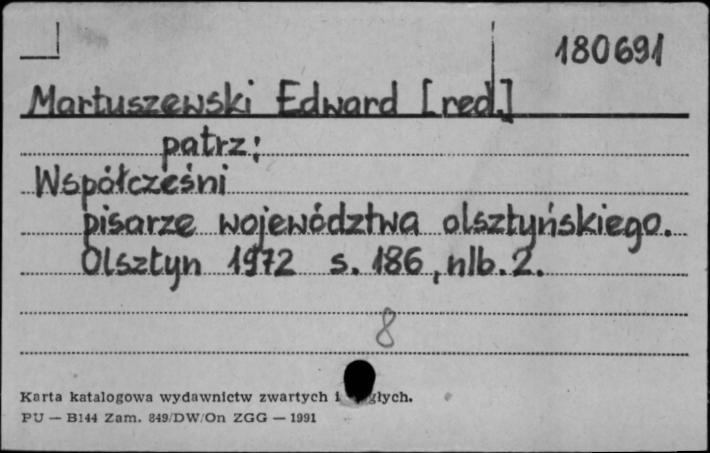 180691
Martuszewski Edward [red.]
patrz:
Współcześni
pisarze województwa olsztyńskiego.
Olsztyn 1972 s. 186, nlb. 2.
8
Karta katalogowa wydawnictw zwartych i
PU — B144 Zam. 849/DW/On ZGG — 1991